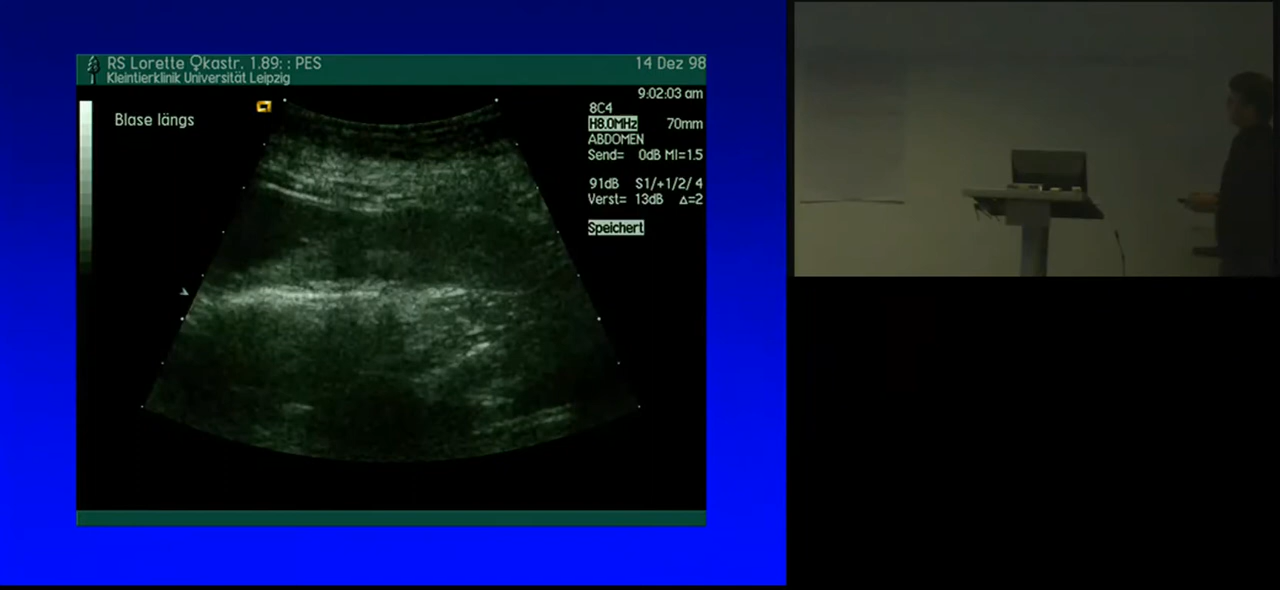 RS Lorette ♀kastr. 1.89: : PES
14 Dez 98
Kleintierklinik Universität Leipzig
9:02:03 am
Blase längs
8C4
H8.0MHz 70mm
ABDOMEN
Send= 0dB MI=1.5
91dB S1/+1/2/ 4
Verst= 13dB Δ=2
Speichert